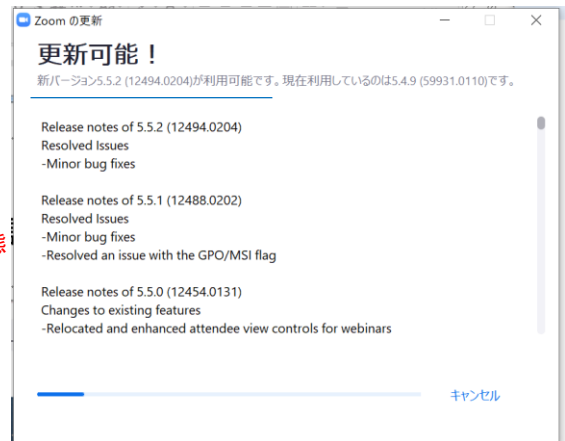 Zoom の更新
更新可能！
新バージョン5.5.2 (12494.0204)が利用可能です。現在利用しているのは5.4.9 (59931.0110)です。
Release notes of 5.5.2 (12494.0204)
Resolved Issues
-Minor bug fixes
Release notes of 5.5.1 (12488.0202)
Resolved Issues
-Minor bug fixes
-Resolved an issue with the GPO/MSI flag
Release notes of 5.5.0 (12454.0131)
Changes to existing features
-Relocated and enhanced attendee view controls for webinars
キャンセル